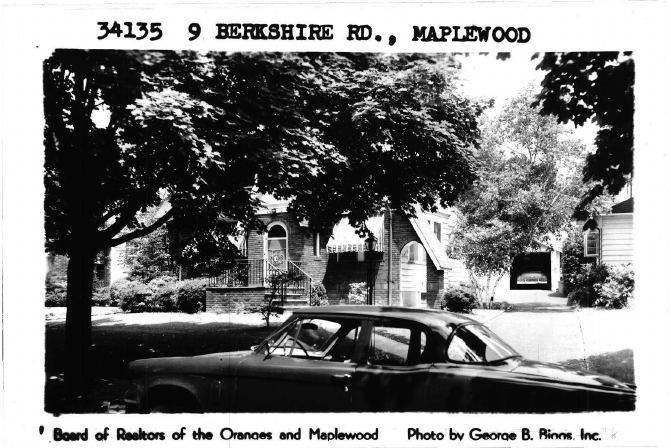 34135 9 BERKSHIRE RD., MAPLEWOOD
Board of Realtors of the Oranges and Maplewood Photo by George B. Biggs, Inc.